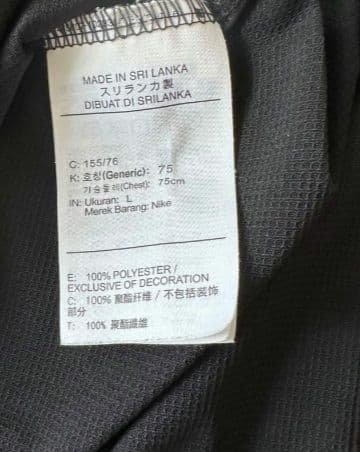 MADE IN SRI LANKA
スリランカ製
DIBUAT DI SRILANKA
C: 155/76
K: 호칭(Generic): 75
가슴둘레(Chest): 75cm
IN: Ukuran: L
Merek Barang: Nike
E: 100% POLYESTER /
EXCLUSIVE OF DECORATION
C: 100% 聚酯纤维 / 不包括装饰
部分
T: 100% 聚酯纖維